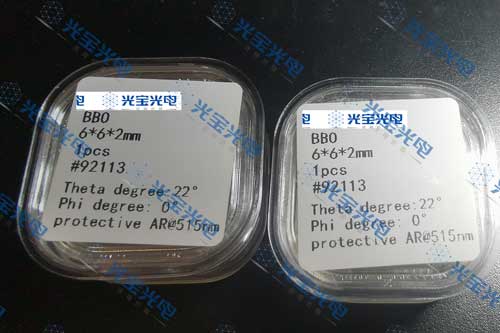 光宝光电
BBO
6*6*2mm
1pcs
#92113
Theta degree:22°
Phi degree: 0°
protective AR@515nm
光宝光电
BBO
6*6*2mm
1pcs
#92113
Theta degree:22°
Phi degree: 0°
protective AR@515nm